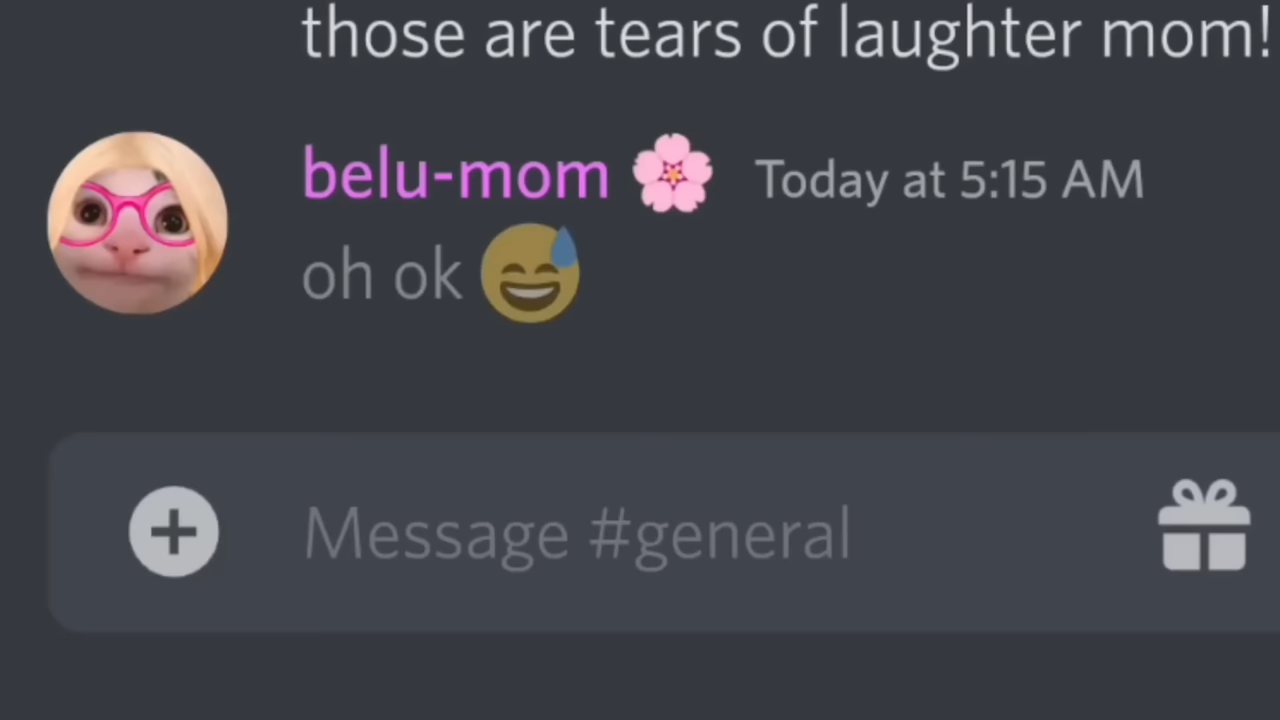 those are tears of laughter mom!
belu-mom 🌸 Today at 5:15 AM
oh ok 😅
Message #general